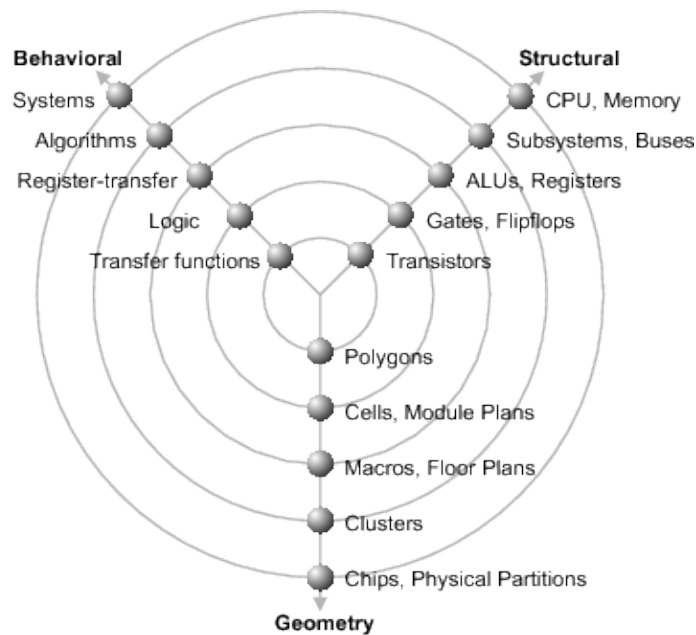 Behavioral
Structural
Systems
CPU, Memory
Algorithms
Subsystems, Buses
Register-transfer
ALUs, Registers
Logic
Gates, Flipflops
Transfer functions
Transistors
Polygons
Cells, Module Plans
Macros, Floor Plans
Clusters
Chips, Physical Partitions
Geometry